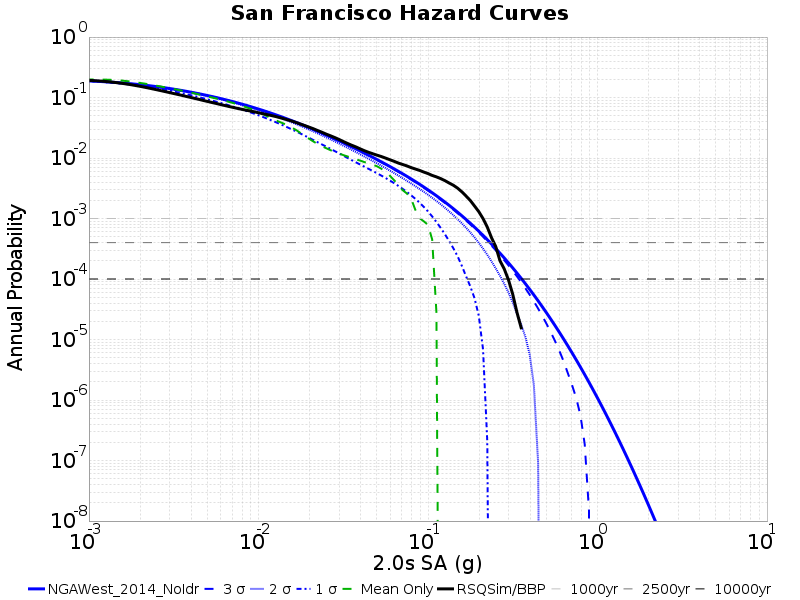 San Francisco Hazard Curves
10^0
10^-1
10^-2
10^-3
10^-4
10^-5
10^-6
10^-7
10^-8
Annual Probability
10^-3 10^-2 10^-1 10^0 10^1
2.0s SA (g)
NGAWest_2014_NoIdr 3 σ 2 σ 1 σ Mean Only RSQSim/BBP 1000yr 2500yr 10000yr